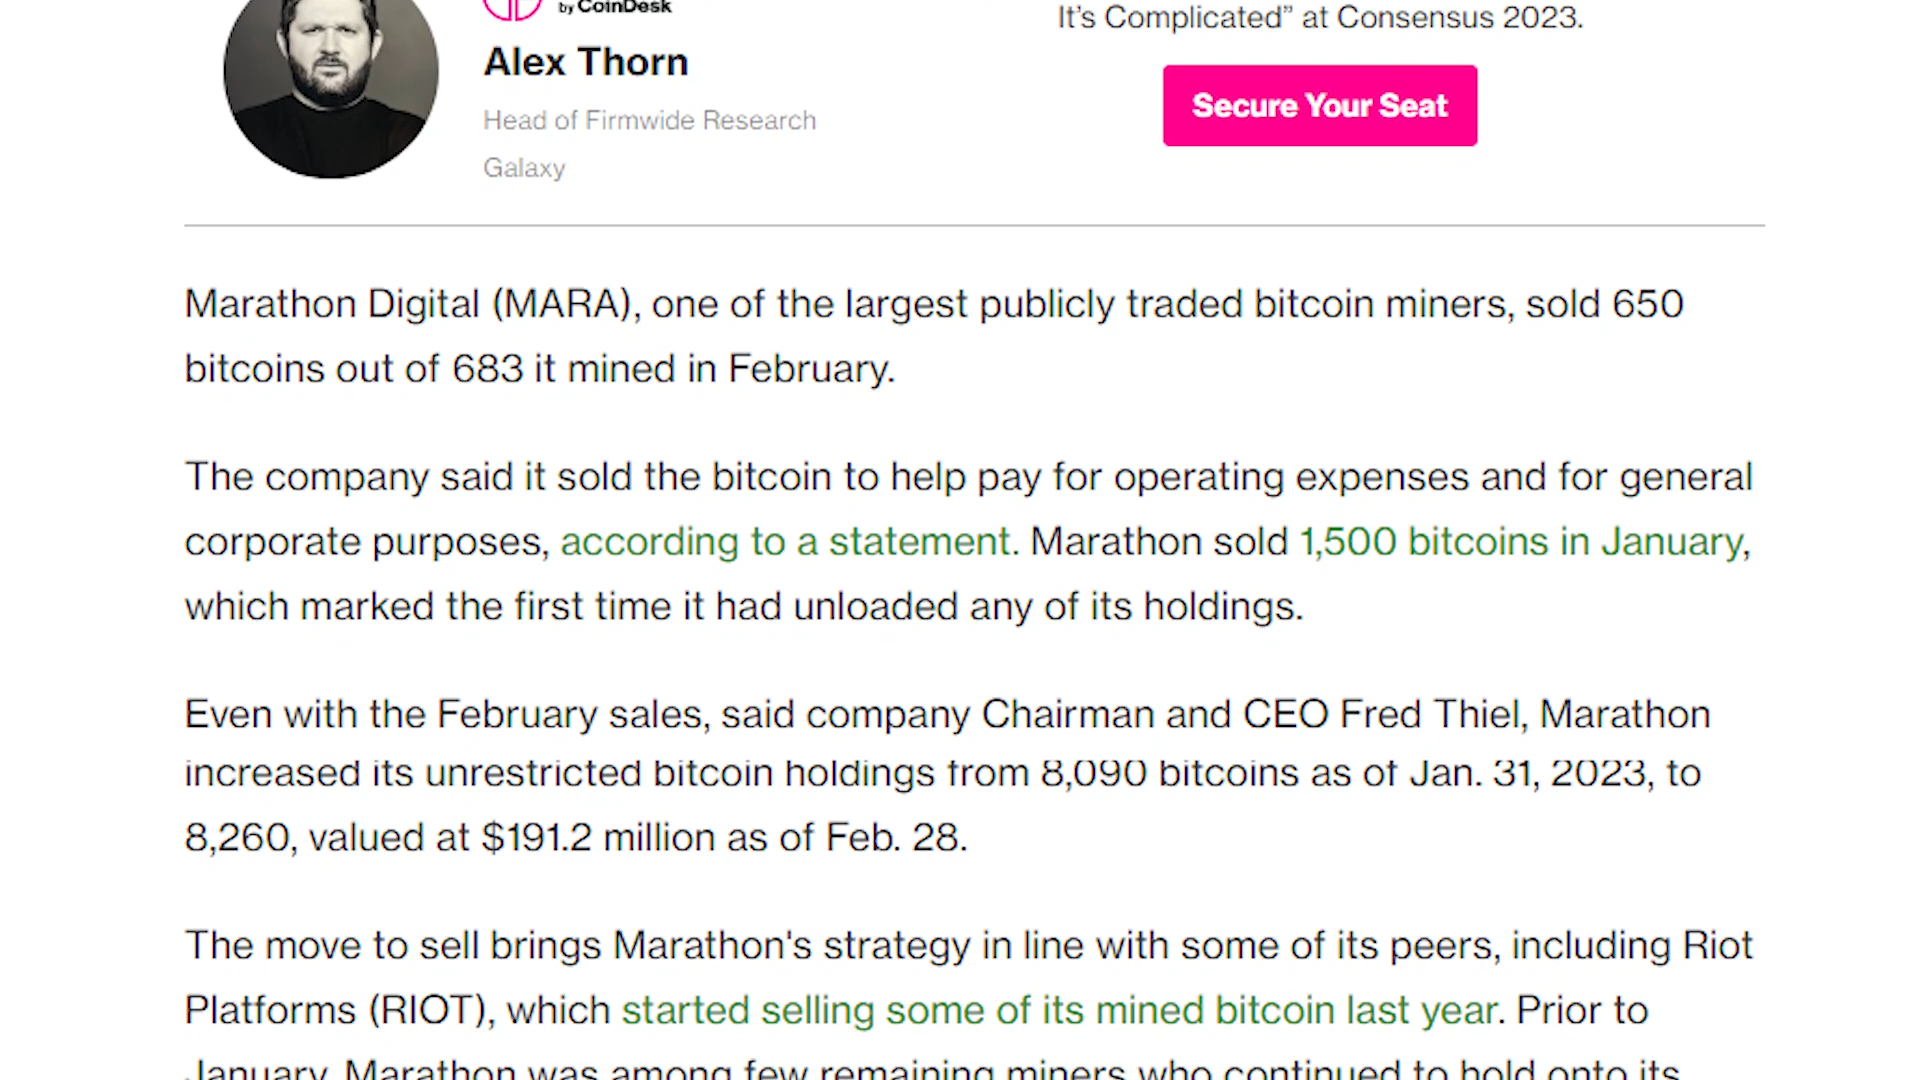 by CoinDesk
It's Complicated” at Consensus 2023.
Alex Thorn
Secure Your Seat
Head of Firmwide Research
Galaxy
Marathon Digital (MARA), one of the largest publicly traded bitcoin miners, sold 650
bitcoins out of 683 it mined in February.
The company said it sold the bitcoin to help pay for operating expenses and for general
corporate purposes, according to a statement. Marathon sold 1,500 bitcoins in January,
which marked the first time it had unloaded any of its holdings.
Even with the February sales, said company Chairman and CEO Fred Thiel, Marathon
increased its unrestricted bitcoin holdings from 8,090 bitcoins as of Jan. 31, 2023, to
8,260, valued at $191.2 million as of Feb. 28.
The move to sell brings Marathon's strategy in line with some of its peers, including Riot
Platforms (RIOT), which started selling some of its mined bitcoin last year. Prior to
January, Marathon was among few remaining miners who continued to hold onto its